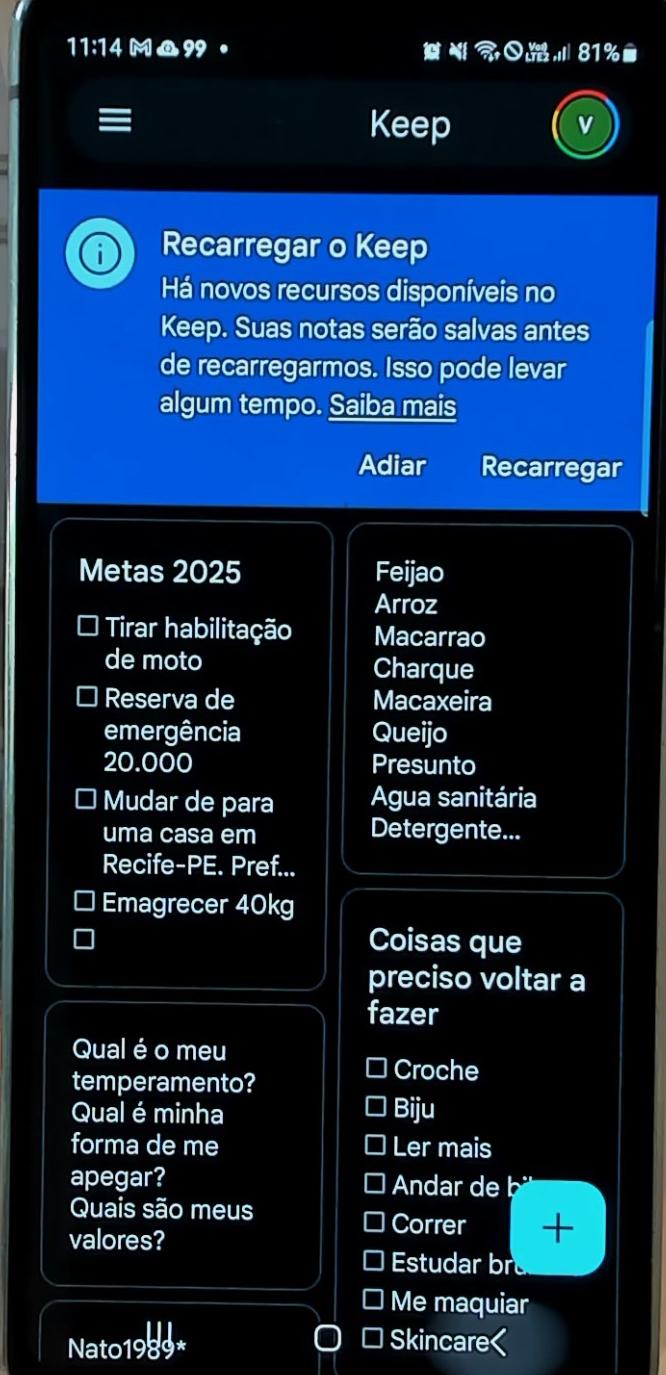 11:14 M 99 •
Vo) LTE2 81%
Keep
V
Recarregar o Keep
Há novos recursos disponíveis no
Keep. Suas notas serão salvas antes
de recarregarmos. Isso pode levar
algum tempo. Saiba mais
Adiar Recarregar
Metas 2025
Tirar habilitação
de moto
Reserva de
emergência
20.000
Mudar de para
uma casa em
Recife-PE. Pref...
Emagrecer 40kg
Qual é o meu
temperamento?
Qual é minha
forma de me
apegar?
Quais são meus
valores?
Nato1989*
Feijao
Arroz
Macarrao
Charque
Macaxeira
Queijo
Presunto
Agua sanitária
Detergente...
Coisas que
preciso voltar a
fazer
Croche
Biju
Ler mais
Andar de
Correr
Estudar
Me maquiar
Skincare